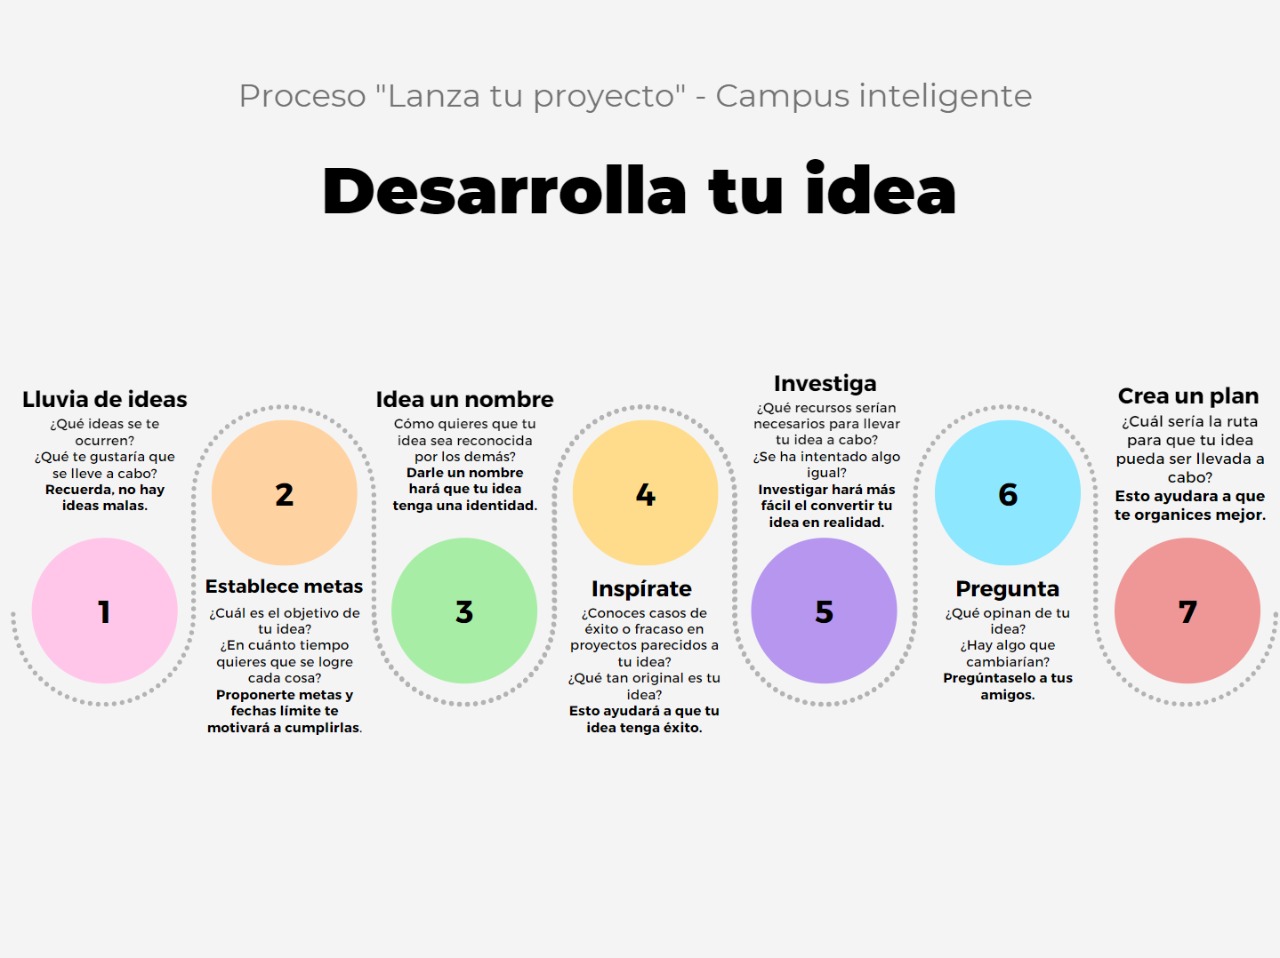 Proceso "Lanza tu proyecto" - Campus inteligente
Desarrolla tu idea
Lluvia de ideas
¿Qué ideas se te
ocurren?
¿Qué te gustaría que
se lleve a cabo?
Recuerda, no hay
ideas malas.
1
2
Establece metas
¿Cuál es el objetivo de
tu idea?
¿En cuánto tiempo
quieres que se logre
cada cosa?
Proponerte metas y
fechas límite te
motivará a cumplirlas.
Idea un nombre
Cómo quieres que tu
idea sea reconocida
por los demás?
Darle un nombre
hará que tu idea
tenga una identidad.
3
4
Inspírate
¿Conoces casos de
éxito o fracaso en
proyectos parecidos a
tu idea?
¿Qué tan original es tu
idea?
Esto ayudará a que tu
idea tenga éxito.
Investiga
¿Qué recursos serían
necesarios para llevar
tu idea a cabo?
¿Se ha intentado algo
igual?
Investigar hará más
fácil el convertir tu
idea en realidad.
5
6
Pregunta
¿Qué opinan de tu
idea?
¿Hay algo que
cambiarían?
Pregúntaselo a tus
amigos.
Crea un plan
¿Cuál sería la ruta
para que tu idea
pueda ser llevada a
cabo?
Esto ayudara a que
te organices mejor.
7